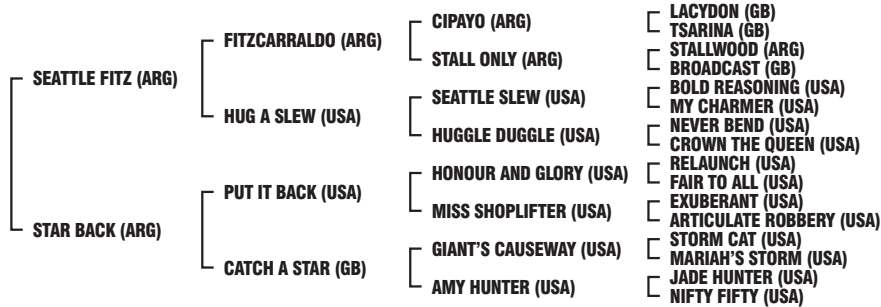 SEATTLE FITZ (ARG)
STAR BACK (ARG)
FITZCARRALDO (ARG)
HUG A SLEW (USA)
PUT IT BACK (USA)
CATCH A STAR (GB)
CIPAYO (ARG)
STALL ONLY (ARG)
SEATTLE SLEW (USA)
HUGGLE DUGGLE (USA)
HONOUR AND GLORY (USA)
MISS SHOPLIFTER (USA)
GIANT'S CAUSEWAY (USA)
AMY HUNTER (USA)
LACYDON (GB)
TSARINA (GB)
STALLWOOD (ARG)
BROADCAST (GB)
BOLD REASONING (USA)
MY CHARMER (USA)
NEVER BEND (USA)
CROWN THE QUEEN (USA)
RELAUNCH (USA)
FAIR TO ALL (USA)
EXUBERANT (USA)
ARTICULATE ROBBERY (USA)
STORM CAT (USA)
MARIAH'S STORM (USA)
JADE HUNTER (USA)
NIFTY FIFTY (USA)